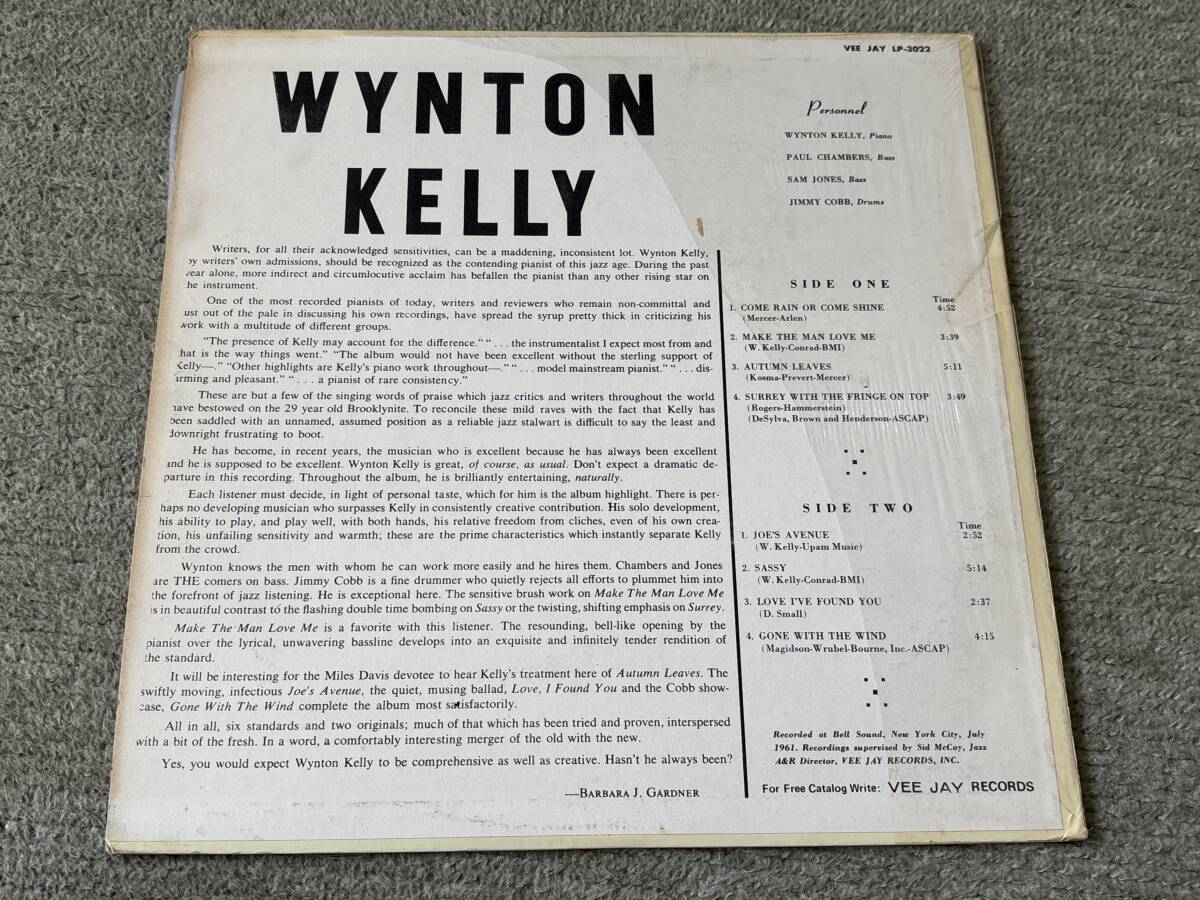 VEE JAY LP-3022
WYNTON
KELLY
Writers, for all their acknowledged sensitivities, can be a maddening, inconsistent lot. Wynton Kelly,
by writers' own admissions, should be recognized as the contending pianist of this jazz age. During the past
year alone, more indirect and circumlocutive acclaim has befallen the pianist than any other rising star on
he instrument.
One of the most recorded pianists of today, writers and reviewers who remain non-committal and
ust out of the pale in discussing his own recordings, have spread the syrup pretty thick in criticizing his
work with a multitude of different groups.
"The presence of Kelly may account for the difference." " . . . the instrumentalist I expect most from and
hat is the way things went." "The album would not have been excellent without the sterling support of
Kelly—." "Other highlights are Kelly's piano work throughout—." " . . . model mainstream pianist." " . . . dis-
arming and pleasant." " . . . a pianist of rare consistency."
These are but a few of the singing words of praise which jazz critics and writers throughout the world
have bestowed on the 29 year old Brooklynite. To reconcile these mild raves with the fact that Kelly has
been saddled with an unnamed, assumed position as a reliable jazz stalwart is difficult to say the least and
downright frustrating to boot.
He has become, in recent years, the musician who is excellent because he has always been excellent
and he is supposed to be excellent. Wynton Kelly is great, of course, as usual. Don't expect a dramatic de-
parture in this recording. Throughout the album, he is brilliantly entertaining, naturally.
Each listener must decide, in light of personal taste, which for him is the album highlight. There is per-
haps no developing musician who surpasses Kelly in consistently creative contribution. His solo development,
his ability to play, and play well, with both hands, his relative freedom from cliches, even of his own crea-
tion, his unfailing sensitivity and warmth; these are the prime characteristics which instantly separate Kelly
from the crowd.
Wynton knows the men with whom he can work more easily and he hires them. Chambers and Jones
are THE comers on bass. Jimmy Cobb is a fine drummer who quietly rejects all efforts to plummet him into
the forefront of jazz listening. He is exceptional here. The sensitive brush work on Make The Man Love Me
is in beautiful contrast to the flashing double time bombing on Sassy or the twisting, shifting emphasis on Surrey.
Make The Man Love Me is a favorite with this listener. The resounding, bell-like opening by the
pianist over the lyrical, unwavering bassline develops into an exquisite and infinitely tender rendition of
the standard.
It will be interesting for the Miles Davis devotee to hear Kelly's treatment here of Autumn Leaves. The
swiftly moving, infectious Joe's Avenue, the quiet, musing ballad, Love, I Found You and the Cobb show-
case, Gone With The Wind complete the album most satisfactorily.
All in all, six standards and two originals; much of that which has been tried and proven, interspersed
with a bit of the fresh. In a word, a comfortably interesting merger of the old with the new.
Yes, you would expect Wynton Kelly to be comprehensive as well as creative. Hasn't he always been?
—BARBARA J. GARDNER
Personnel
WYNTON KELLY, Piano
PAUL CHAMBERS, Bass
SAM JONES, Bass
JIMMY COBB, Drums
SIDE ONE
Time
1. COME RAIN OR COME SHINE 4:52
(Mercer-Arlen)
2. MAKE THE MAN LOVE ME 3:39
(W. Kelly-Conrad-BMI)
3. AUTUMN LEAVES 5:11
(Kosma-Prevert-Mercer)
4. SURREY WITH THE FRINGE ON TOP 3:49
(Rogers-Hammerstein)
(DeSylva, Brown and Henderson-ASCAP)
SIDE TWO
Time
1. JOE'S AVENUE 2:52
(W. Kelly-Upam Music)
2. SASSY 5:14
(W. Kelly-Conrad-BMI)
3. LOVE I'VE FOUND YOU 2:37
(D. Small)
4. GONE WITH THE WIND 4:15
(Magidson-Wrubel-Bourne, Inc.-ASCAP)
Recorded at Bell Sound, New York City, July
1961. Recordings supervised by Sid McCoy, Jazz
A&R Director, VEE JAY RECORDS, INC.
For Free Catalog Write: VEE JAY RECORDS